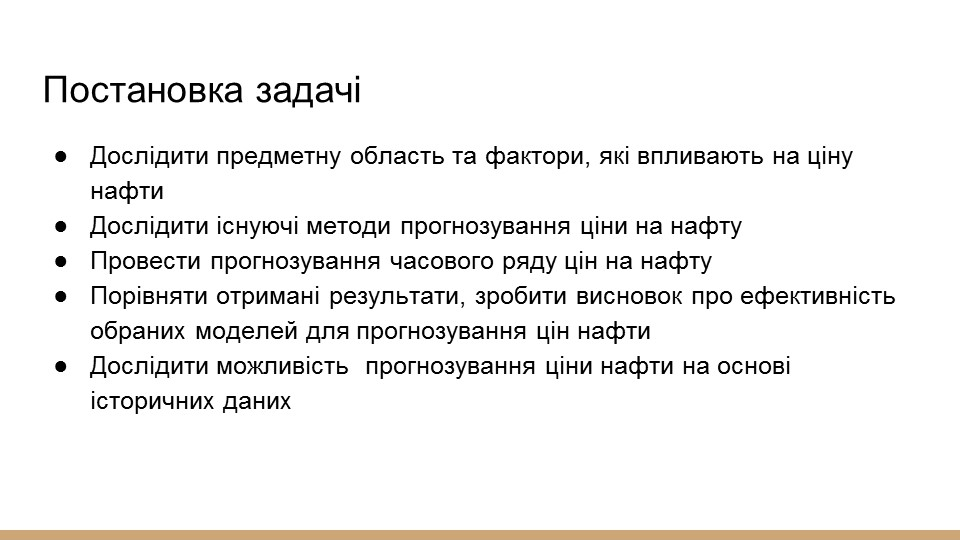 Постановка задачі
● Дослідити предметну область та фактори, які впливають на ціну
нафти
● Дослідити існуючі методи прогнозування ціни на нафту
● Провести прогнозування часового ряду цін на нафту
● Порівняти отримані результати, зробити висновок про ефективність
обраних моделей для прогнозування цін нафти
● Дослідити можливість  прогнозування ціни нафти на основі
історичних даних